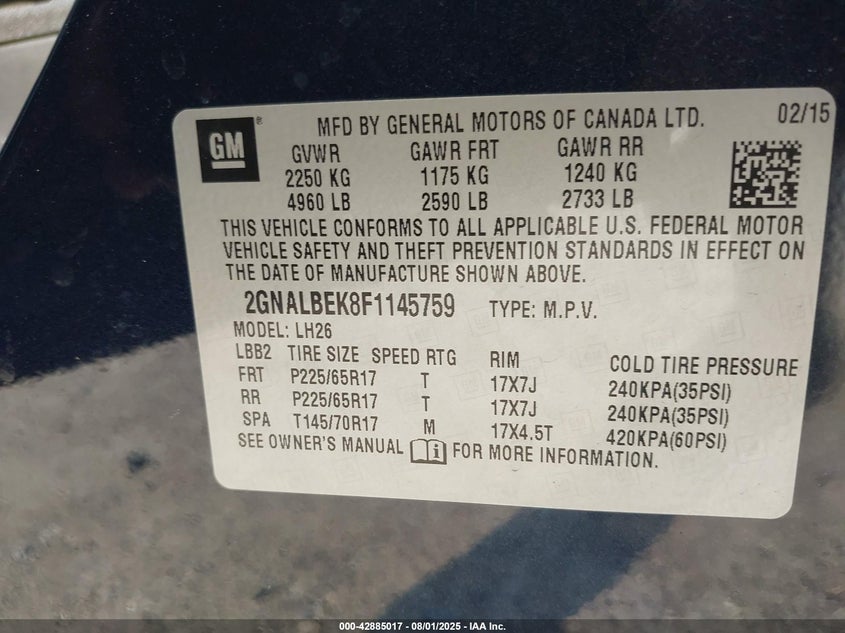 GM ® MFD BY GENERAL MOTORS OF CANADA LTD. 02/15
GVWR GAWR FRT GAWR RR
2250 KG 1175 KG 1240 KG
4960 LB 2590 LB 2733 LB
THIS VEHICLE CONFORMS TO ALL APPLICABLE U.S. FEDERAL MOTOR
VEHICLE SAFETY AND THEFT PREVENTION STANDARDS IN EFFECT ON
THE DATE OF MANUFACTURE SHOWN ABOVE.
2GNALBEK8F1145759 TYPE: M.P.V.
MODEL: LH26
LBB2 TIRE SIZE SPEED RTG RIM COLD TIRE PRESSURE
FRT P225/65R17 T 17X7J 240KPA(35PSI)
RR P225/65R17 T 17X7J 240KPA(35PSI)
SPA T145/70R17 M 17X4.5T 420KPA(60PSI)
SEE OWNER'S MANUAL i FOR MORE INFORMATION.
000-42885017 - 08/01/2025 - IAA Inc.